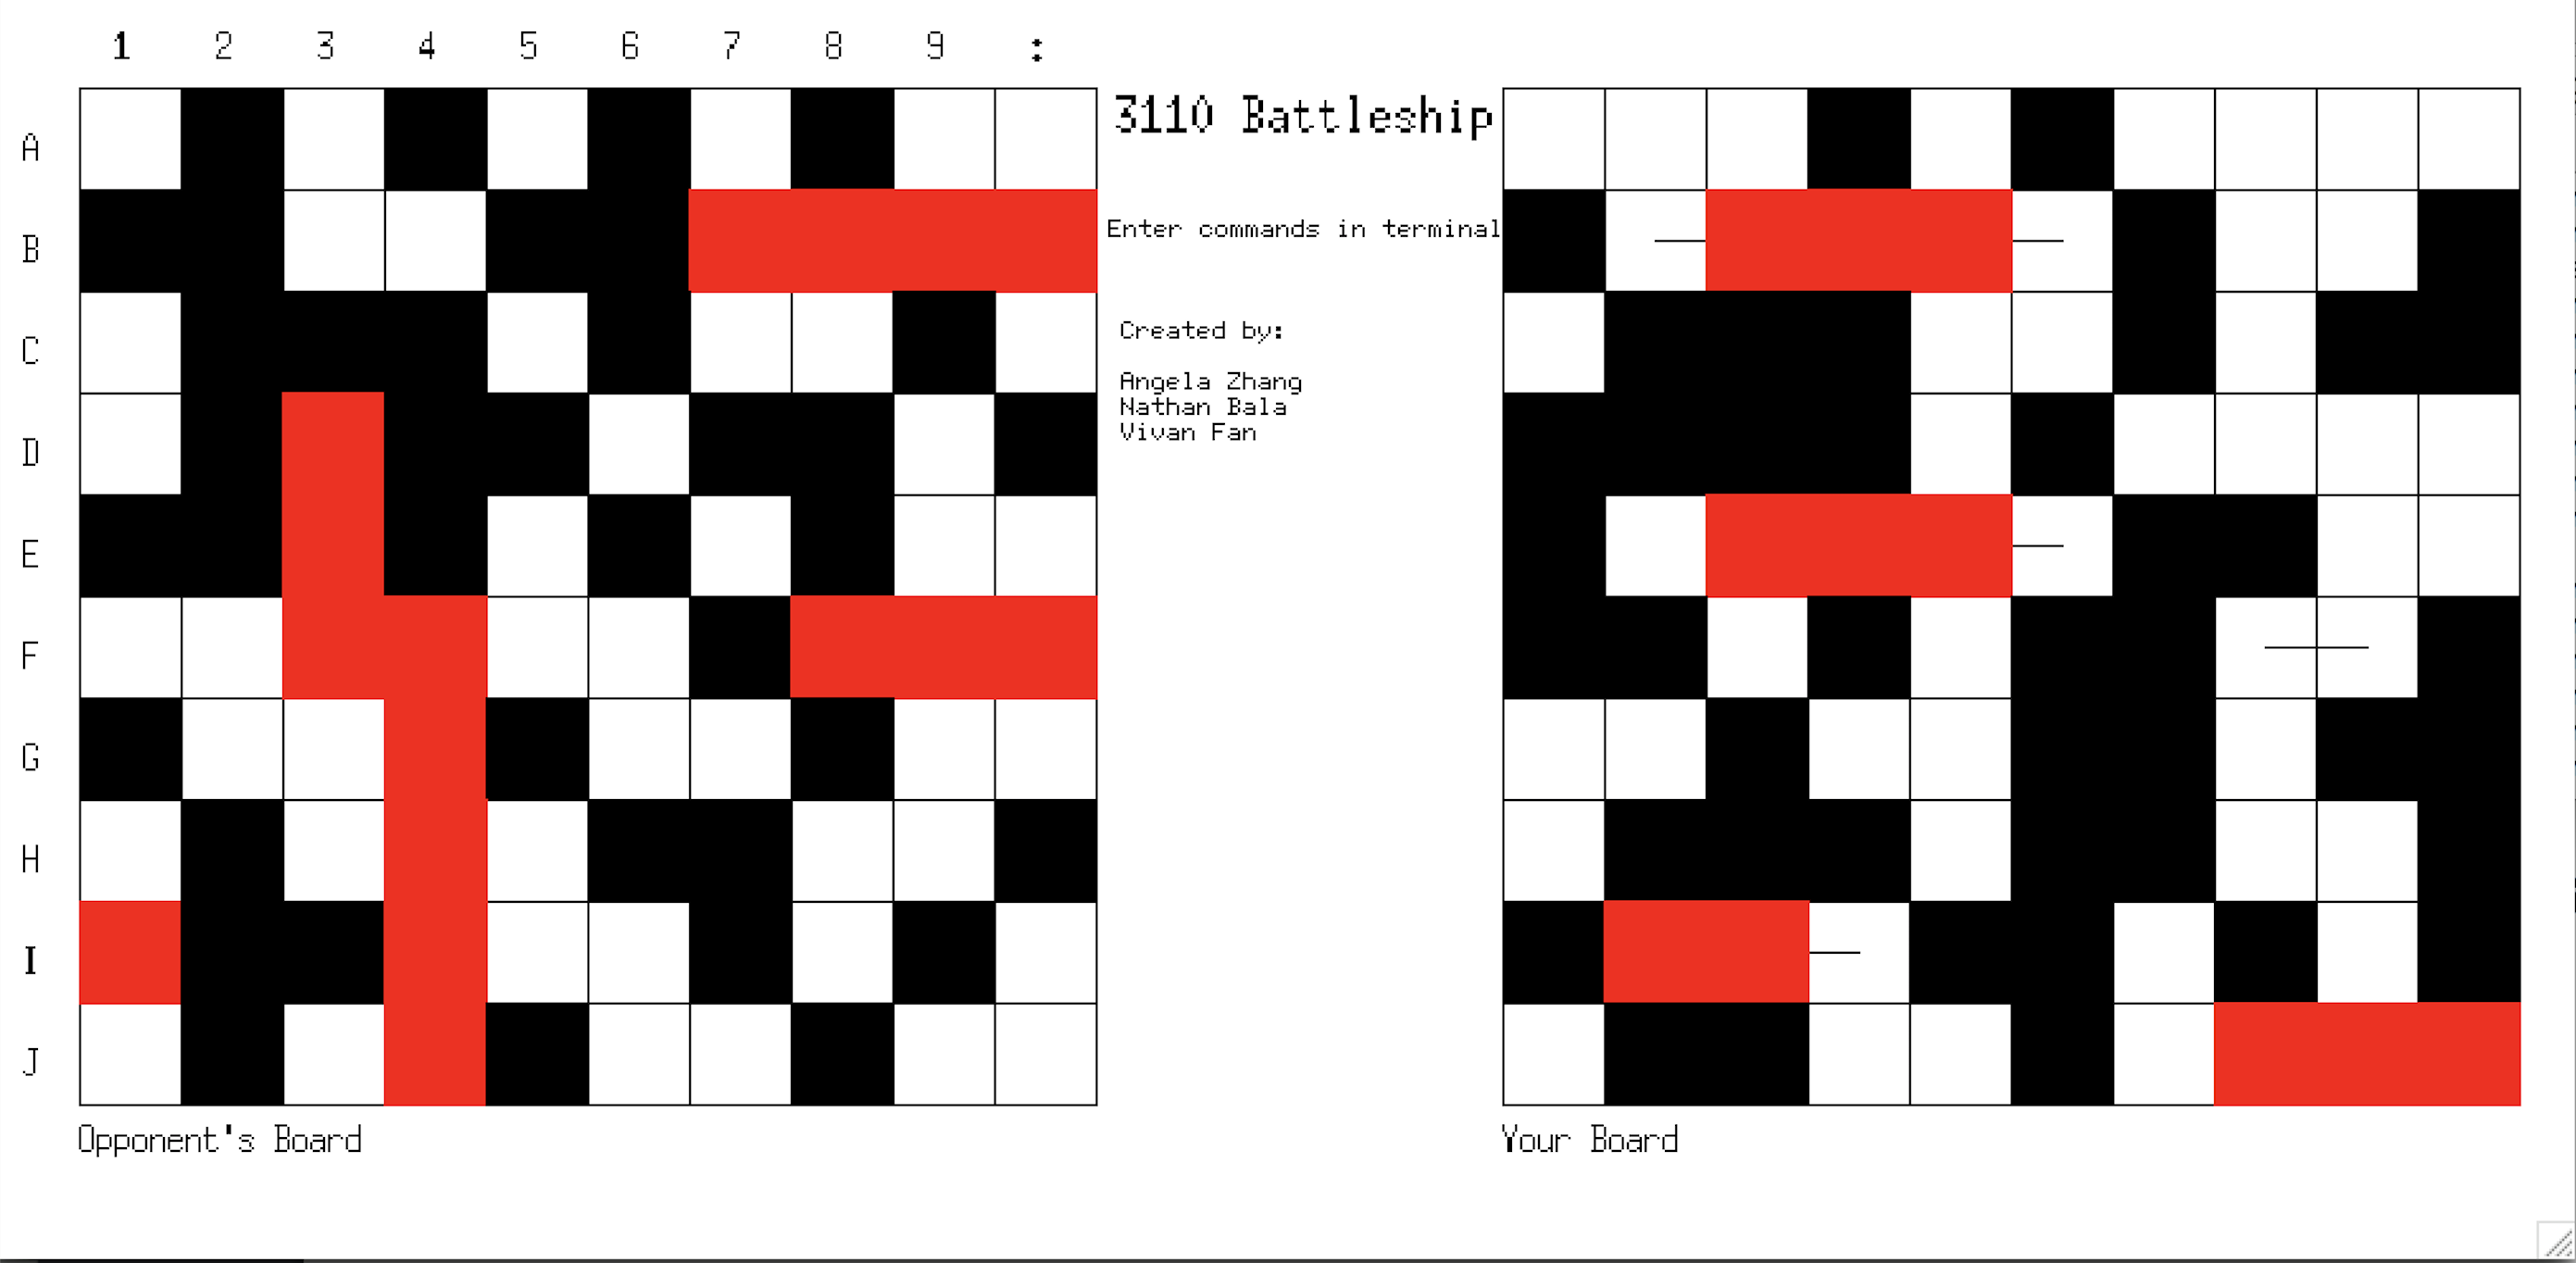 1 2 3 4 5 6 7 8 9 :
A
B
C
D
E
F
G
H
I
J
3110 Battleship
Enter commands in terminal
Created by:
Angela Zhang
Nathan Bala
Vivan Fan
Opponent's Board
Your Board